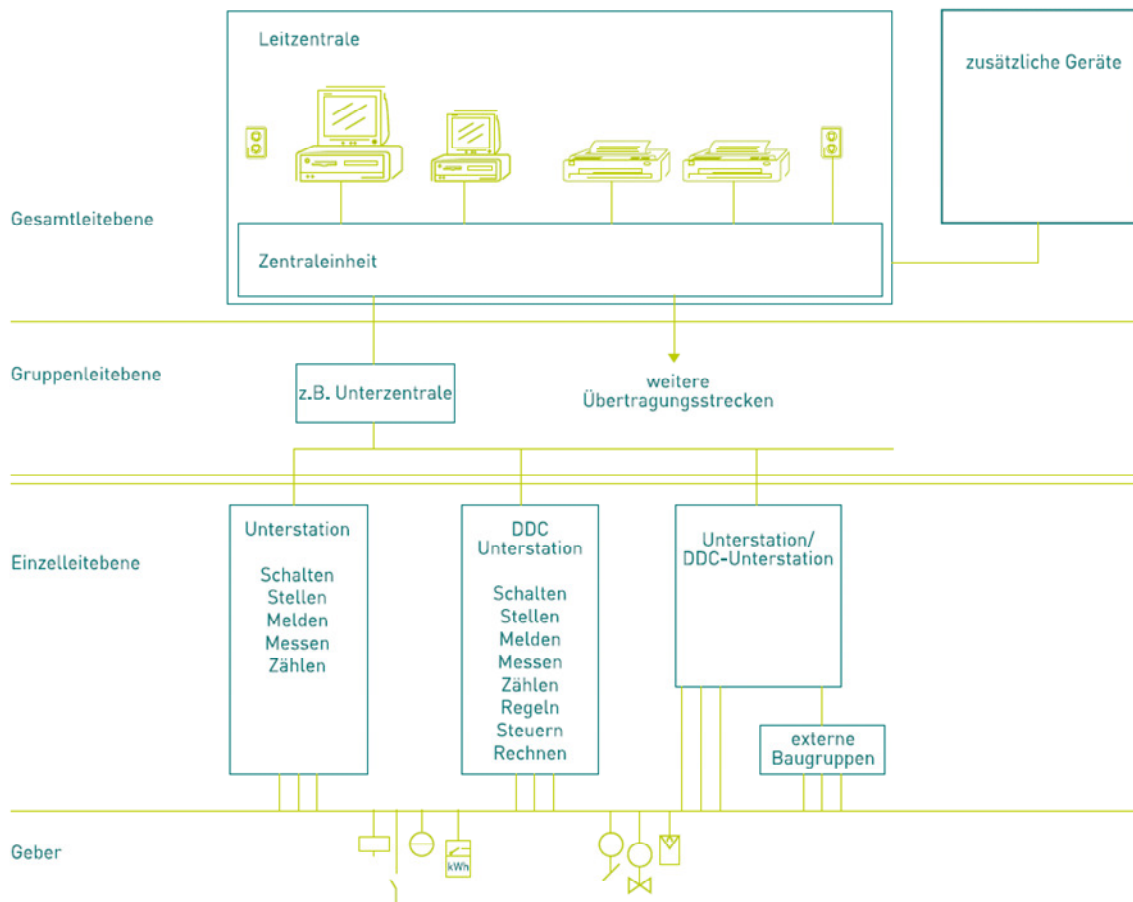 Leitzentrale
zusätzliche Geräte
Gesamtleitebene
Zentraleinheit
Gruppenleitebene
z.B. Unterzentrale
weitere
Übertragungsstrecken
Einzelleitebene
Unterstation
Schalten
Stellen
Melden
Messen
Zählen
DDC
Unterstation
Schalten
Stellen
Melden
Messen
Zählen
Regeln
Steuern
Rechnen
Unterstation/
DDC-Unterstation
externe
Baugruppen
Geber
kWh